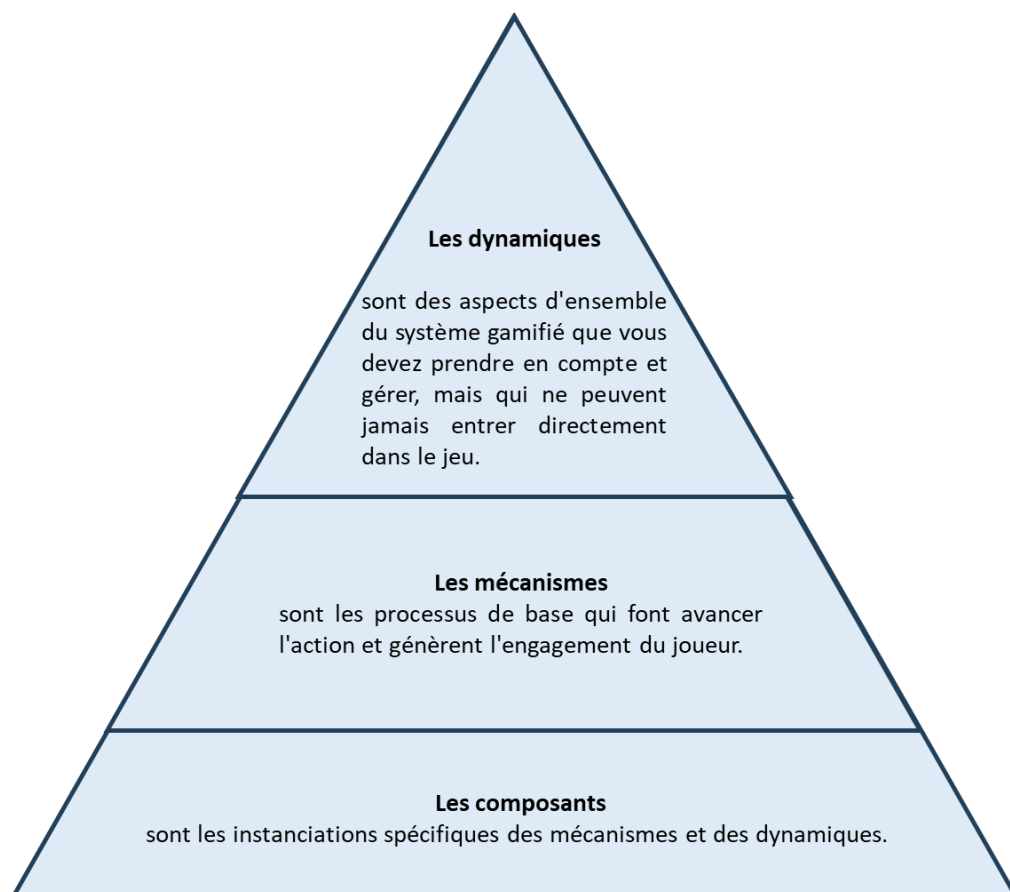 Les dynamiques
sont des aspects d'ensemble
du système gamifié que vous
devez prendre en compte et
gérer, mais qui ne peuvent
jamais entrer directement
dans le jeu.
Les mécanismes
sont les processus de base qui font avancer
l'action et génèrent l'engagement du joueur.
Les composants
sont les instanciations spécifiques des mécanismes et des dynamiques.